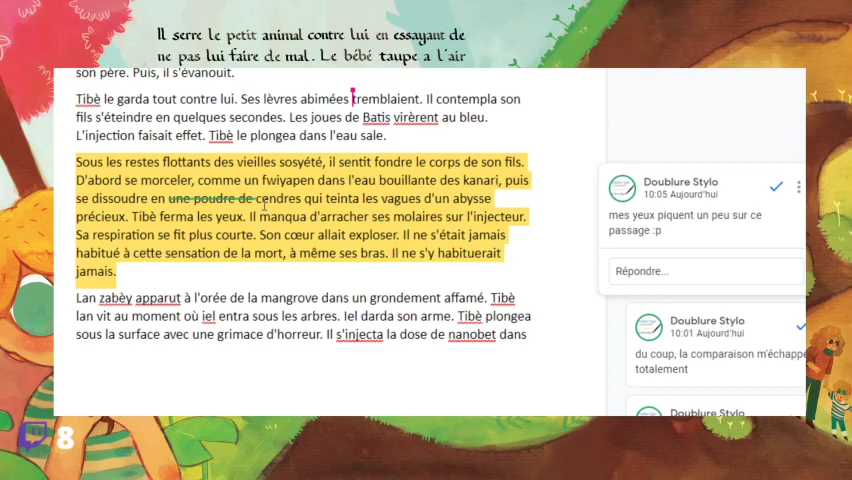 Il serre le petit animal contre lui en essayant de
ne pas lui faire de mal. Le bébé taupe a l'air
son père. Puis, il s'évanouit.
Tibè le garda tout contre lui. Ses lèvres abimées tremblaient. Il contempla son
fils s'éteindre en quelques secondes. Les joues de Batis virèrent au bleu.
L'injection faisait effet. Tibè le plongea dans l'eau sale.
Sous les restes flottants des vieilles sosyété, il sentit fondre le corps de son fils.
D'abord se morceler, comme un fwiyapen dans l'eau bouillante des kanari, puis
se dissoudre en une poudre de cendres qui teinta les vagues d'un abysse
précieux. Tibè ferma les yeux. Il manqua d'arracher ses molaires sur l'injecteur.
Sa respiration se fit plus courte. Son cœur allait exploser. Il ne s'était jamais
habitué à cette sensation de la mort, à même ses bras. Il ne s'y habituerait
jamais.
Lan zabèy apparut à l'orée de la mangrove dans un grondement affamé. Tibè
lan vit au moment où iel entra sous les arbres. Iel darda son arme. Tibè plongea
sous la surface avec une grimace d'horreur. Il s'injecta la dose de nanobet dans
Doublure Stylo
10:05 Aujourd'hui
mes yeux piquent un peu sur ce
passage :p
Répondre...
Doublure Stylo
10:01 Aujourd'hui
du coup, la comparaison m'échappe
totalement
Doublure Stylo
8